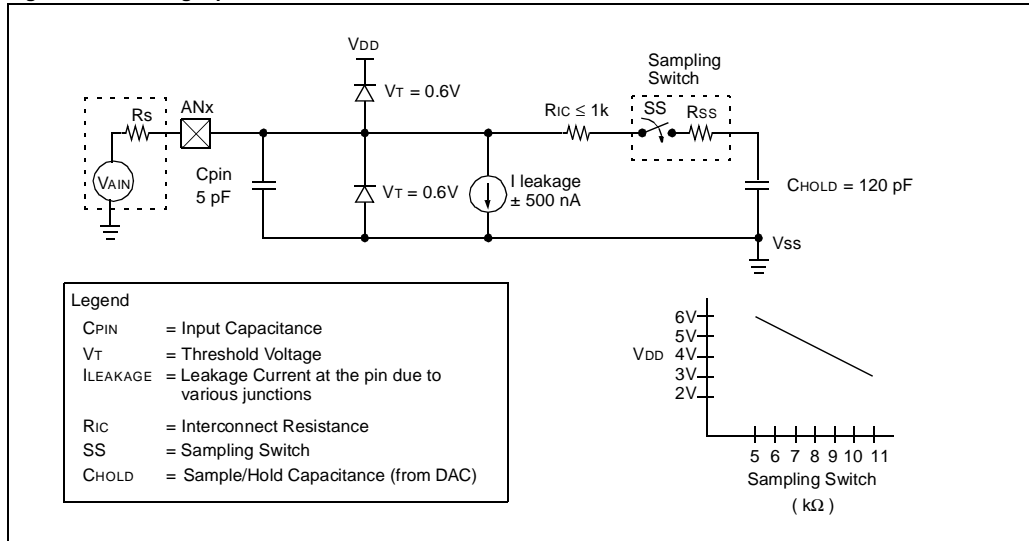 VDD
Sampling
Switch
VT = 0.6V
Rs
ANx
RIC ≤ 1k
SS
RSS
VAIN
Cpin
5 pF
VT = 0.6V
I leakage
± 500 nA
CHOLD = 120 pF
VSS
Legend
CPIN = Input Capacitance
VT = Threshold Voltage
ILEAKAGE = Leakage Current at the pin due to
various junctions
RIC = Interconnect Resistance
SS = Sampling Switch
CHOLD = Sample/Hold Capacitance (from DAC)
6V
5V
VDD 4V
3V
2V
5 6 7 8 9 10 11
Sampling Switch
( kΩ )